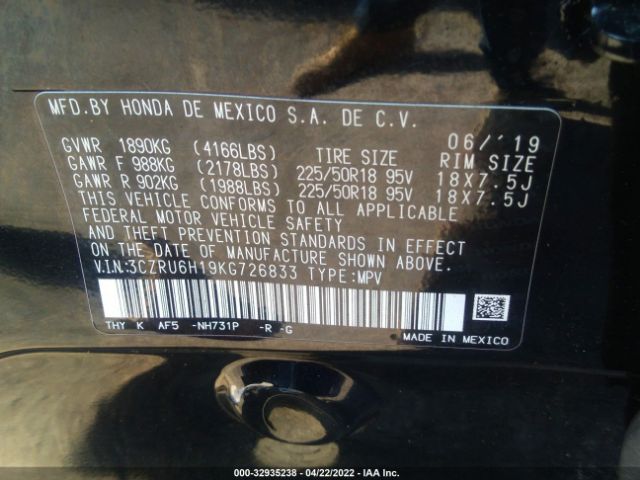 MFD.BY HONDA DE MEXICO S.A. DE C.V.
06/'19
GVWR 1890KG (4166LBS) TIRE SIZE RIM SIZE
GAWR F 988KG (2178LBS) 225/50R18 95V 18X7.5J
GAWR R 902KG (1988LBS) 225/50R18 95V 18X7.5J
THIS VEHICLE CONFORMS TO ALL APPLICABLE
FEDERAL MOTOR VEHICLE SAFETY
AND THEFT PREVENTION STANDARDS IN EFFECT
ON THE DATE OF MANUFACTURE SHOWN ABOVE.
V.IN:3CZRU6H19KG726833 TYPE:MPV
THY K AF5 -NH731P -R -G
MADE IN MEXICO
000-32935238 - 04/22/2022 - IAA Inc.